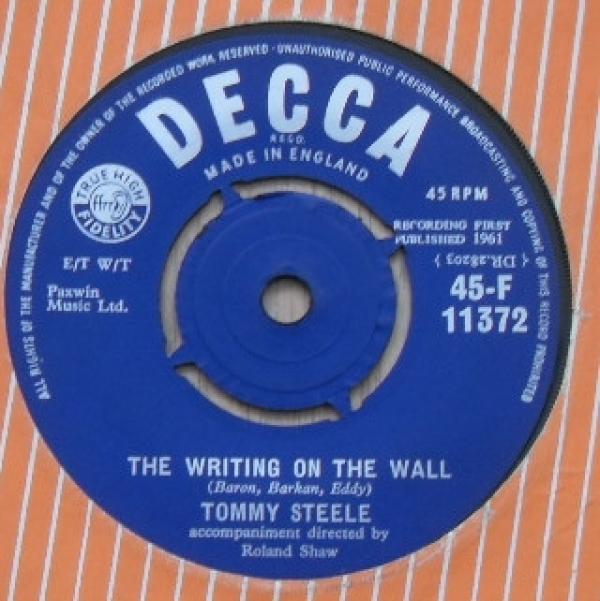 ALL RIGHTS OF THE MANUFACTURER AND OF THE OWNER OF THE RECORDED WORK RESERVED · UNAUTHORISED PUBLIC PERFORMANCE BROADCASTING AND COPYING OF THIS RECORD PROHIBITED
DECCA
REGD.
MADE IN ENGLAND
TRUE HIGH
ffrr
FIDELITY
45 RPM
RECORDING FIRST
PUBLISHED 1961
E/T W/T
(DR.28203)
Paxwin
Music Ltd.
45-F
11372
THE WRITING ON THE WALL
(Baron, Barkan, Eddy)
TOMMY STEELE
accompaniment directed by
Roland Shaw